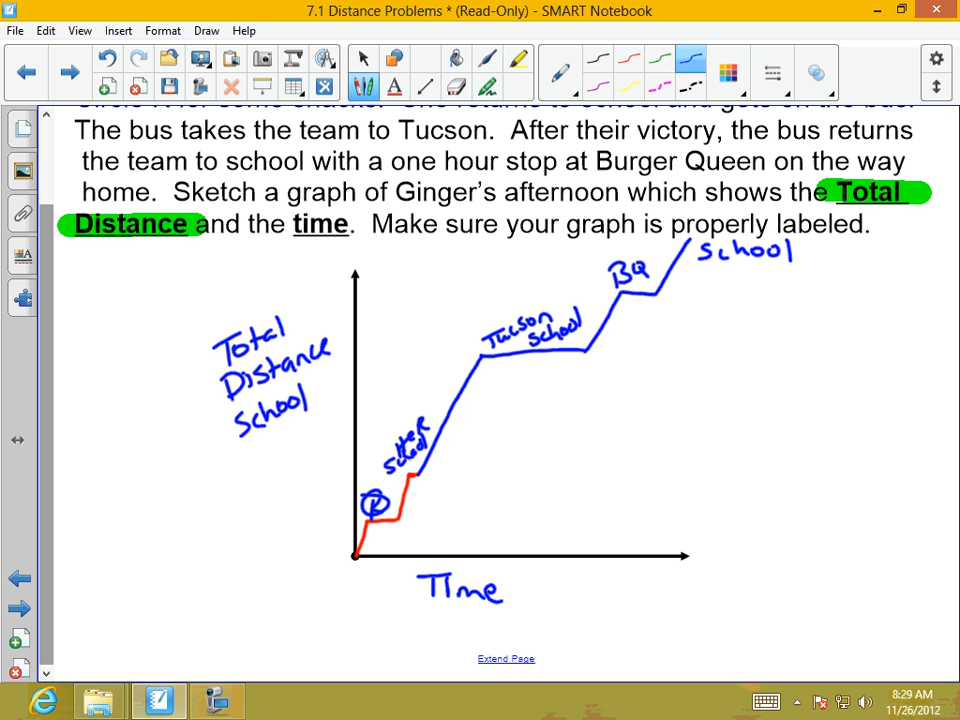 7.1 Distance Problems * (Read-Only) - SMART Notebook
File Edit View Insert Format Draw Help
The bus takes the team to Tucson. After their victory, the bus returns
the team to school with a one hour stop at Burger Queen on the way
home. Sketch a graph of Ginger's afternoon which shows the Total
Distance and the time. Make sure your graph is properly labeled.
School
BQ
Tucson
school
Total
Distance
School
HER
School
K
Time
Extend Page
8:29 AM
11/26/2012